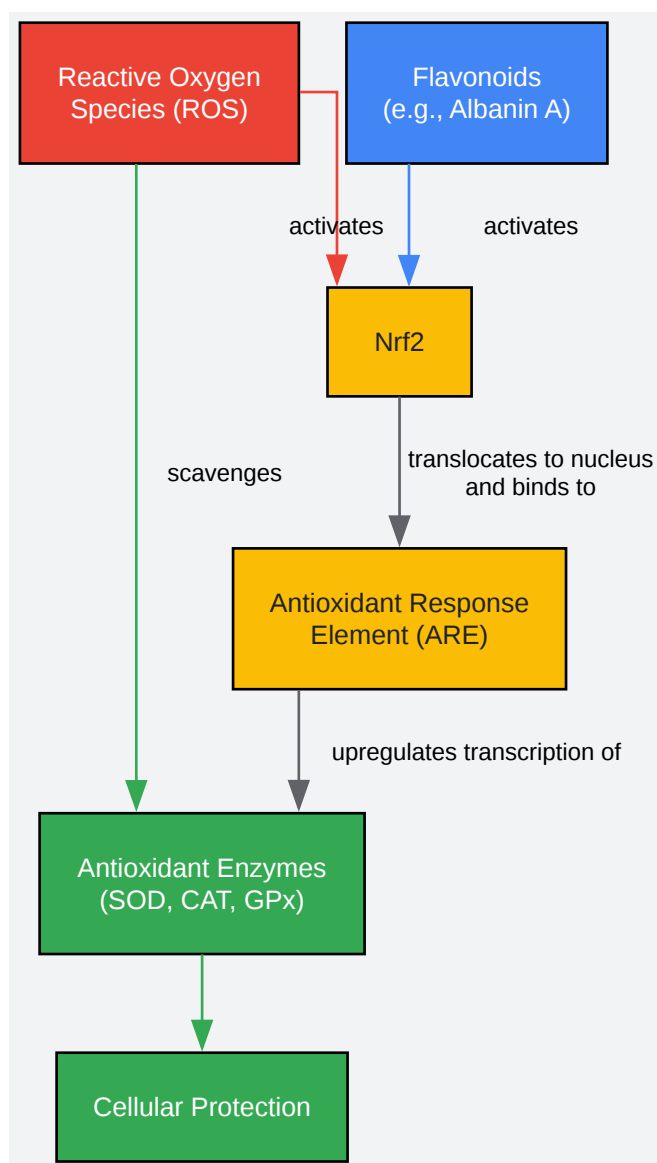 Reactive Oxygen
Species (ROS)
Flavonoids
(e.g., Albanin A)
activates
activates
Nrf2
scavenges
translocates to nucleus
and binds to
Antioxidant Response
Element (ARE)
upregulates transcription of
Antioxidant Enzymes
(SOD, CAT, GPx)
Cellular Protection